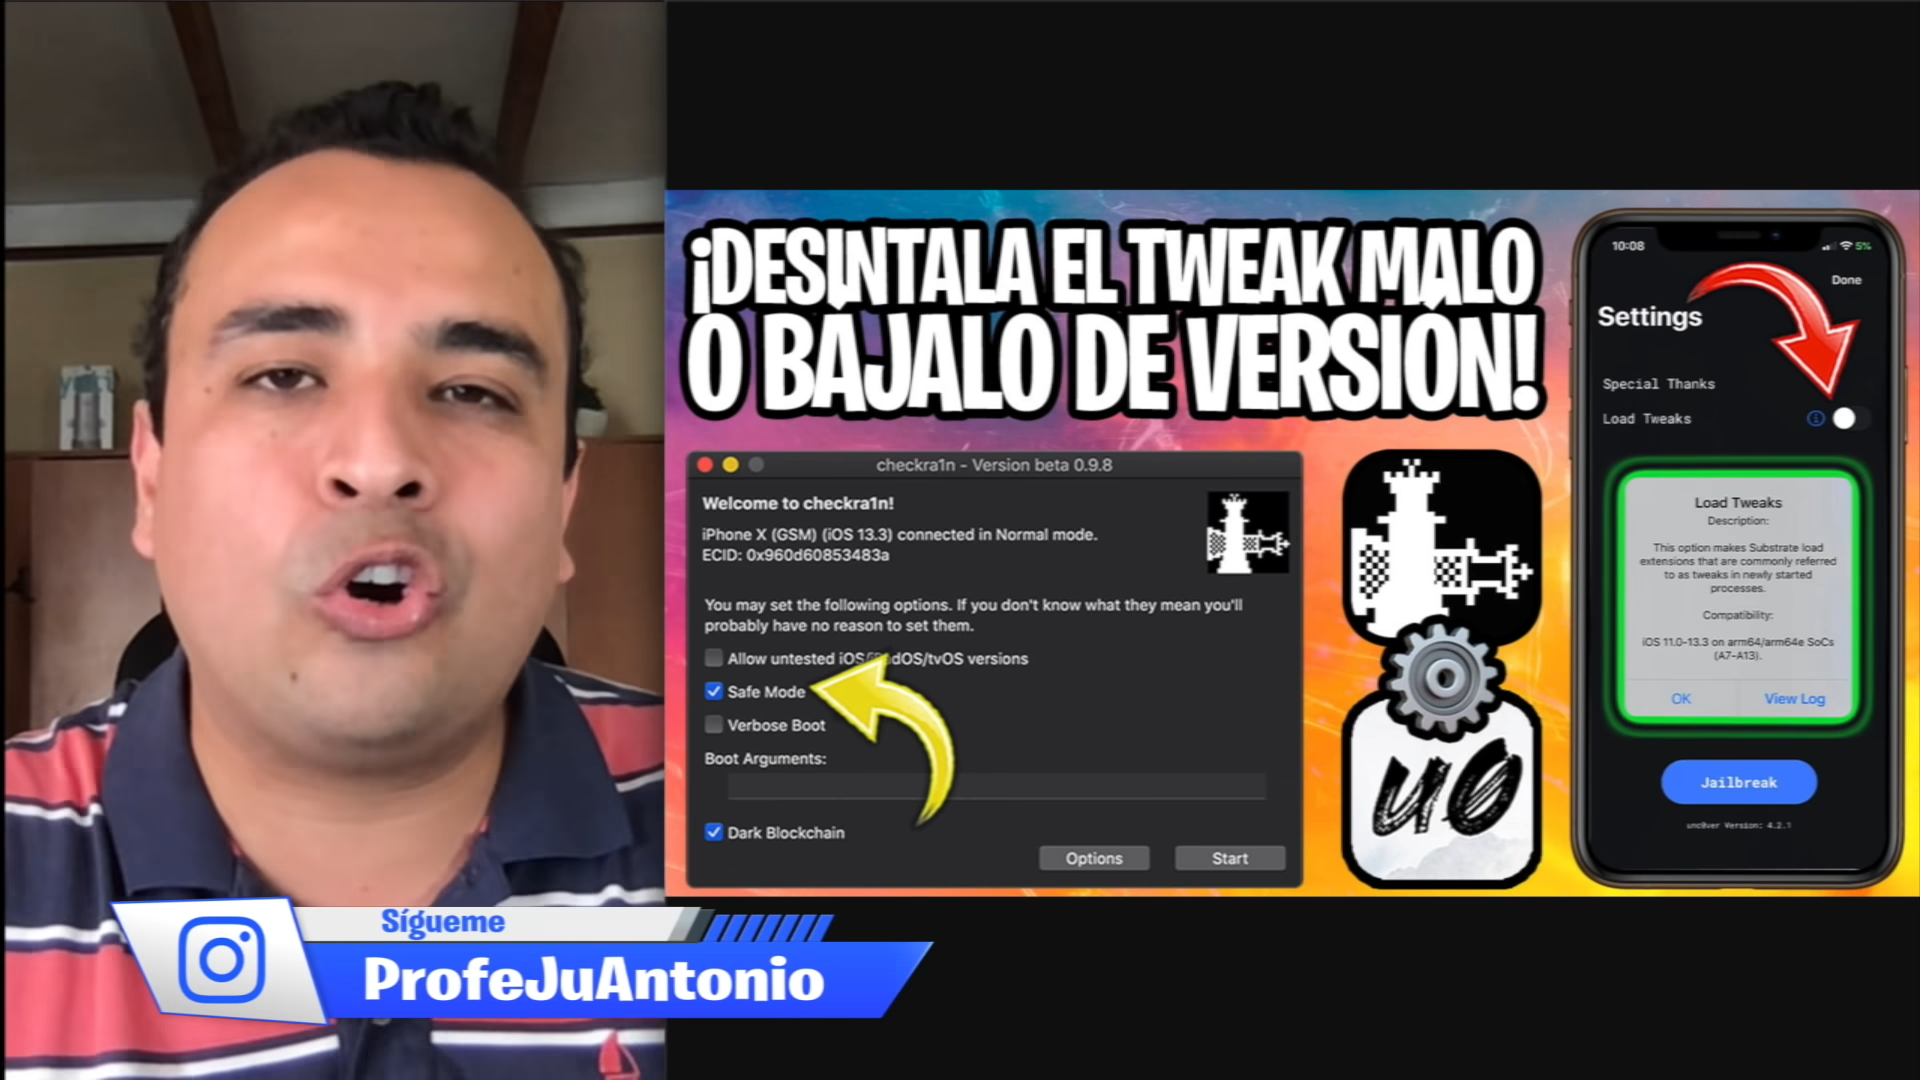 ¡DESINTALA EL TWEAK MALO
O BÁJALO DE VERSIÓN!
checkra1n - Version beta 0.9.8
Welcome to checkra1n!
iPhone X (GSM) (iOS 13.3) connected in Normal mode.
ECID: 0x960d60853483a
You may set the following options. If you don't know what they mean you'll
probably have no reason to set them.
Allow untested iOS/ dOS/tvOS versions
Safe Mode
Verbose Boot
Boot Arguments:
Dark Blockchain
Options
Start
UO
10:08
5%
Done
Settings
Special Thanks
Load Tweaks
Load Tweaks
Description:
This option makes Substrate load
extensions that are commonly referred
to as tweaks in newly started
processes.
Compatibility:
iOS 11.0-13.3 on arm64/arm64e SoCs
(A7-A13).
OK
View Log
Jailbreak
unc0ver Version: 4.2.1
Sígueme
ProfeJuAntonio